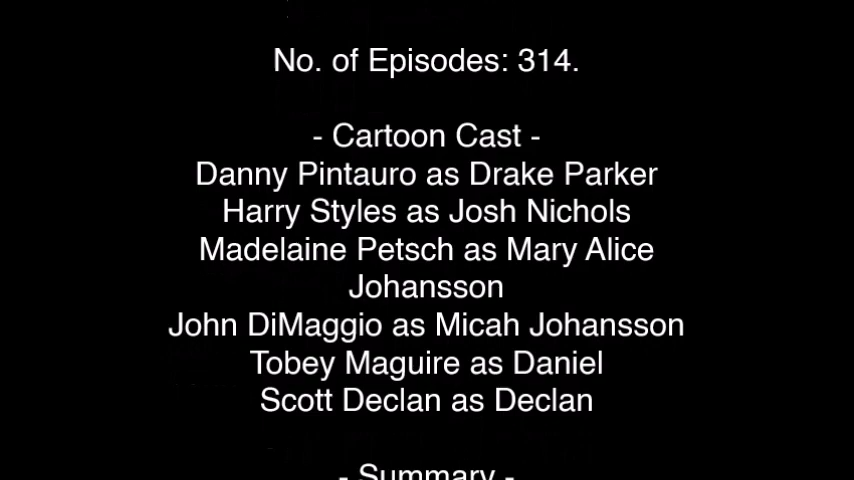 No. of Episodes: 314.
- Cartoon Cast -
Danny Pintauro as Drake Parker
Harry Styles as Josh Nichols
Madelaine Petsch as Mary Alice
Johansson
John DiMaggio as Micah Johansson
Tobey Maguire as Daniel
Scott Declan as Declan
- Summary -